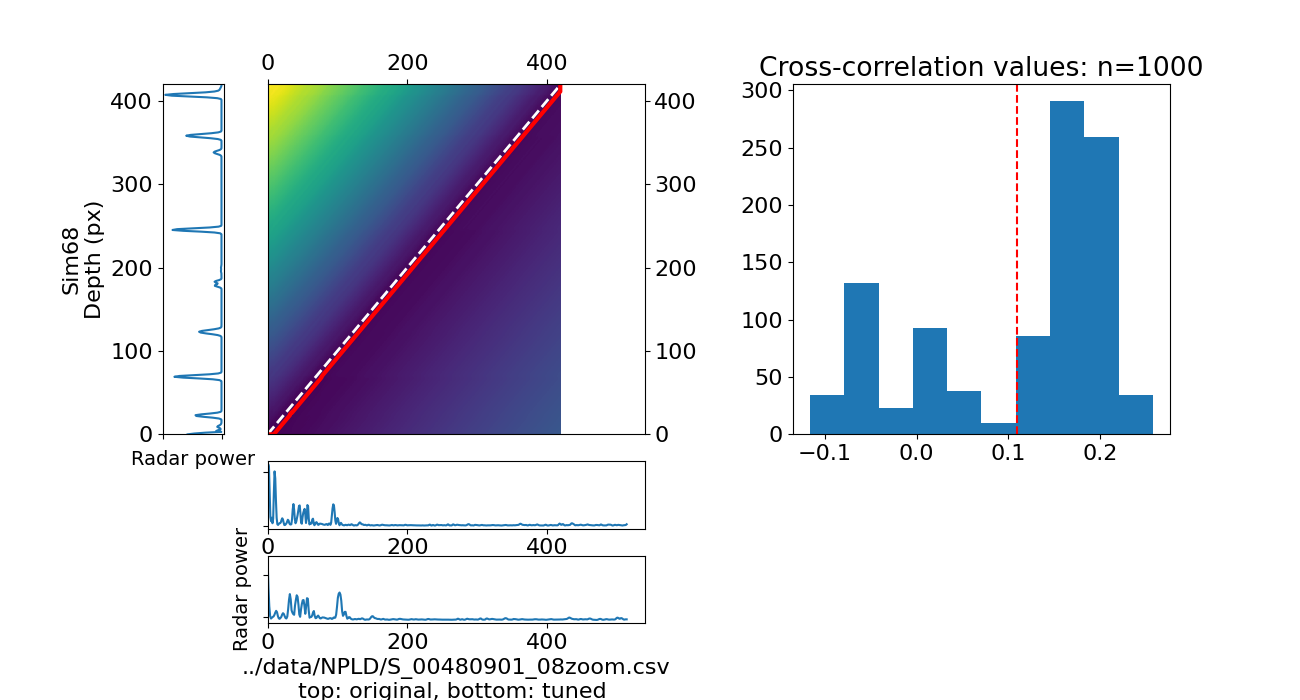 Cross-correlation values: n=1000
0 200 400
400
300
200
100
0
Sim68
Depth (px)
Radar power
400
300
200
100
0
300
250
200
150
100
50
0
−0.1 0.0 0.1 0.2
0 200 400
Radar power
0 200 400
../data/NPLD/S_00480901_08zoom.csv
top: original, bottom: tuned